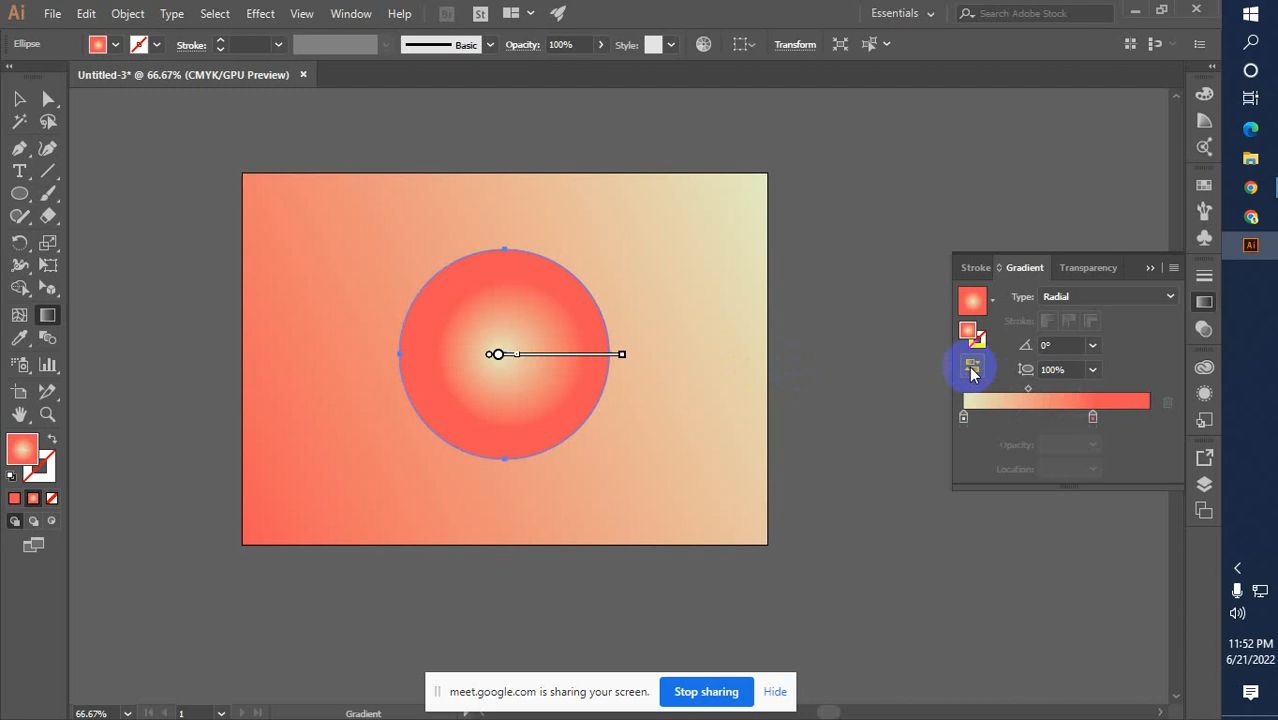 Ai File Edit Object Type Select Effect View Window Help Br St Essentials Search Adobe Stock
Ellipse Stroke: Basic Opacity: 100% Style: Transform
Untitled-3* @ 66.67% (CMYK/GPU Preview)
Stroke Gradient Transparency
Type: Radial
Stroke:
0°
100%
Opacity:
Location:
Ai
meet.google.com is sharing your screen. Stop sharing Hide
11:52 PM
6/21/2022
66.67% 1 Gradient